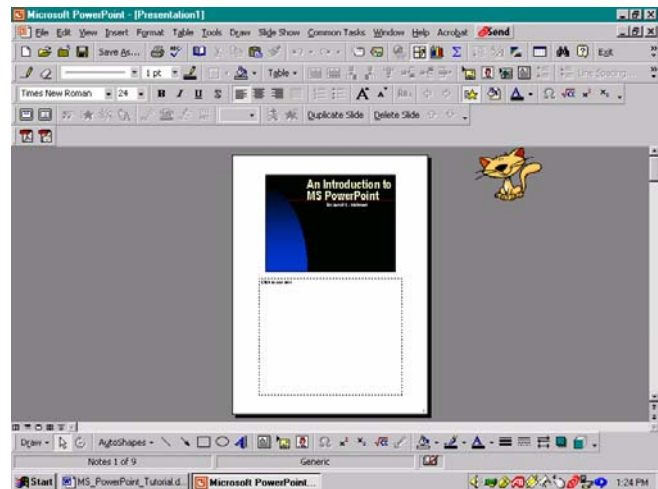 Microsoft PowerPoint - [Presentation1]
File Edit View Insert Format Table Tools Draw Slide Show Common Tasks Window Help Acrobat Send
Save As... Exit
1 pt Table Line Spacing...
Times New Roman 24 B I U S A A
Duplicate Slide Delete Slide
An Introduction to
MS PowerPoint
Draw AutoShapes
Notes 1 of 9 Generic
Start MS_PowerPoint_Tutorial.d... Microsoft PowerPoint... 1:24 PM